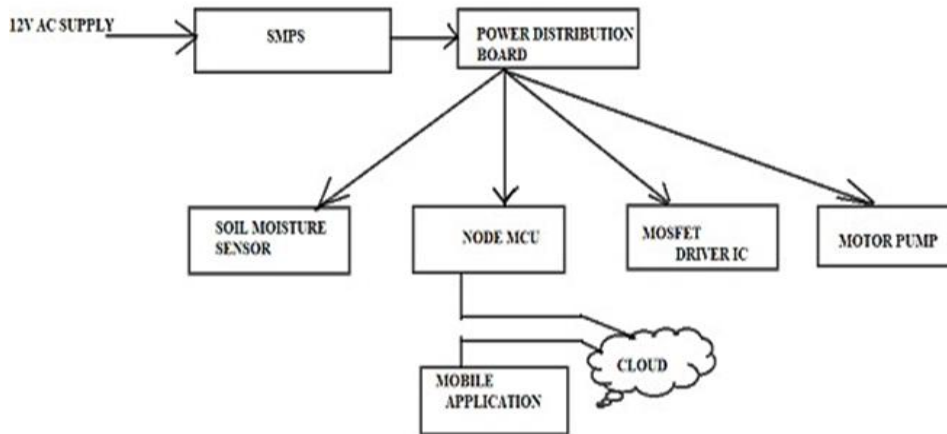 12V AC SUPPLY
SMPS
POWER DISTRIBUTION
BOARD
SOIL MOISTURE
SENSOR
NODE MCU
MOSFET
DRIVER IC
MOTOR PUMP
CLOUD
MOBILE
APPLICATION